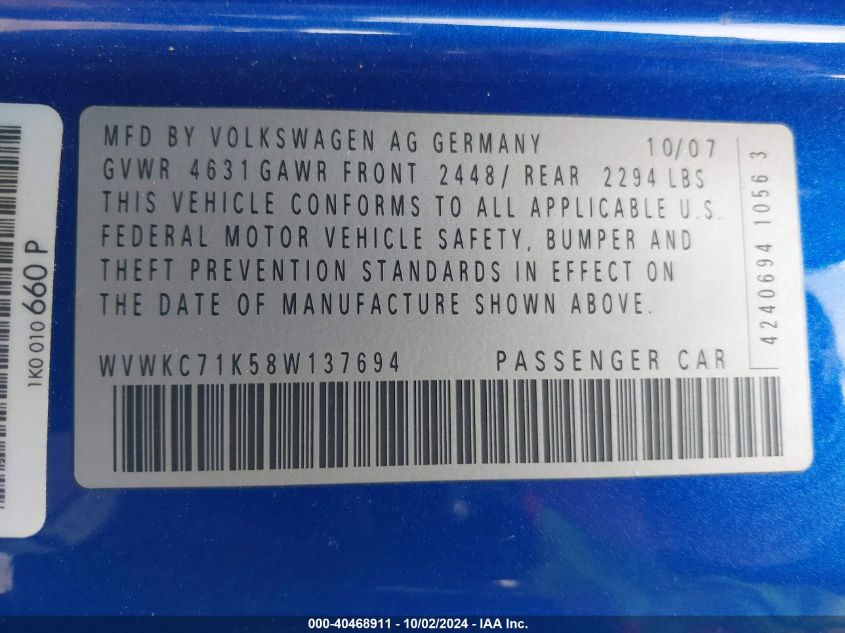 MFD BY VOLKSWAGEN AG GERMANY 10/07
GVWR 4631 GAWR FRONT 2448/ REAR 2294 LBS
THIS VEHICLE CONFORMS TO ALL APPLICABLE U.S.
FEDERAL MOTOR VEHICLE SAFETY, BUMPER AND
THEFT PREVENTION STANDARDS IN EFFECT ON
THE DATE OF MANUFACTURE SHOWN ABOVE.
WVWKC71K58W137694 PASSENGER CAR
4240694 1056 3
1K0 010 660 P
000-40468911 - 10/02/2024 - IAA Inc.